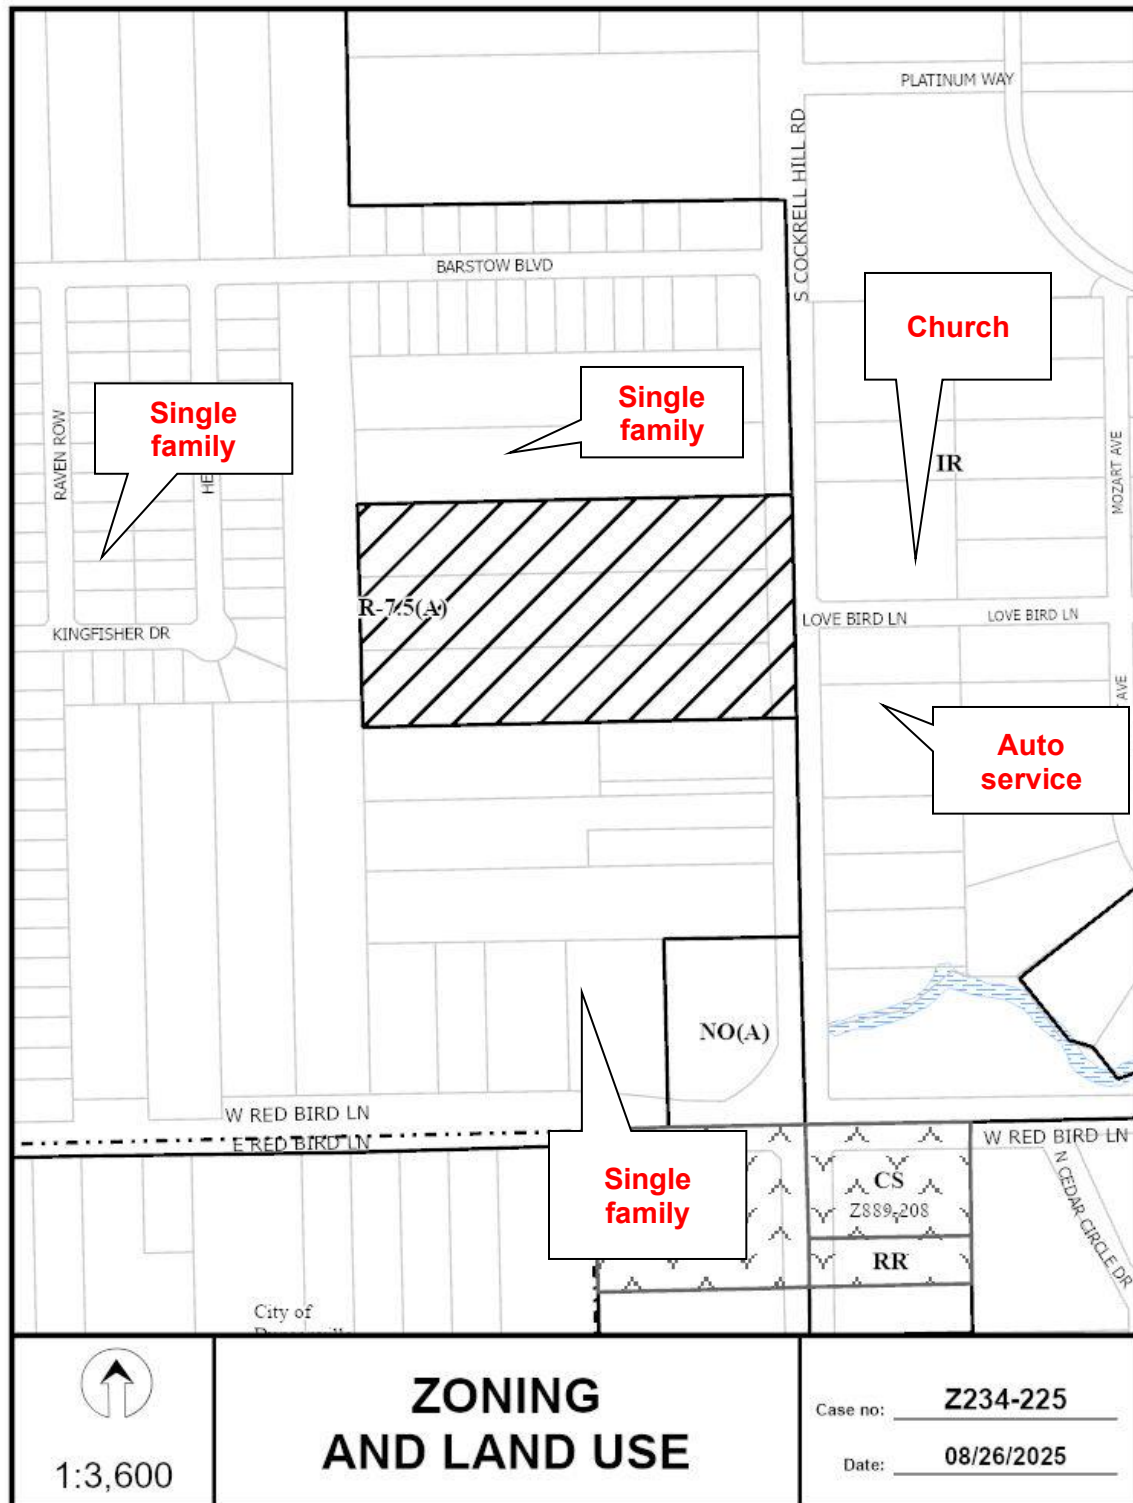 PLATINUM WAY
S COCKRELL HILL RD
BARSTOW BLVD
Church
Single
family
Single
family
RAVEN ROW
HE
IR
MOZART AVE
R-7.5(A)
KINGFISHER DR
LOVE BIRD LN
LOVE BIRD LN
AVE
Auto
service
NO(A)
W RED BIRD LN
E RED BIRD LN
W RED BIRD LN
Single
family
CS
Z889-208
RR
N CEDAR CIRCLE DR
City of
1:3,600
ZONING
AND LAND USE
Case no: Z234-225
Date: 08/26/2025